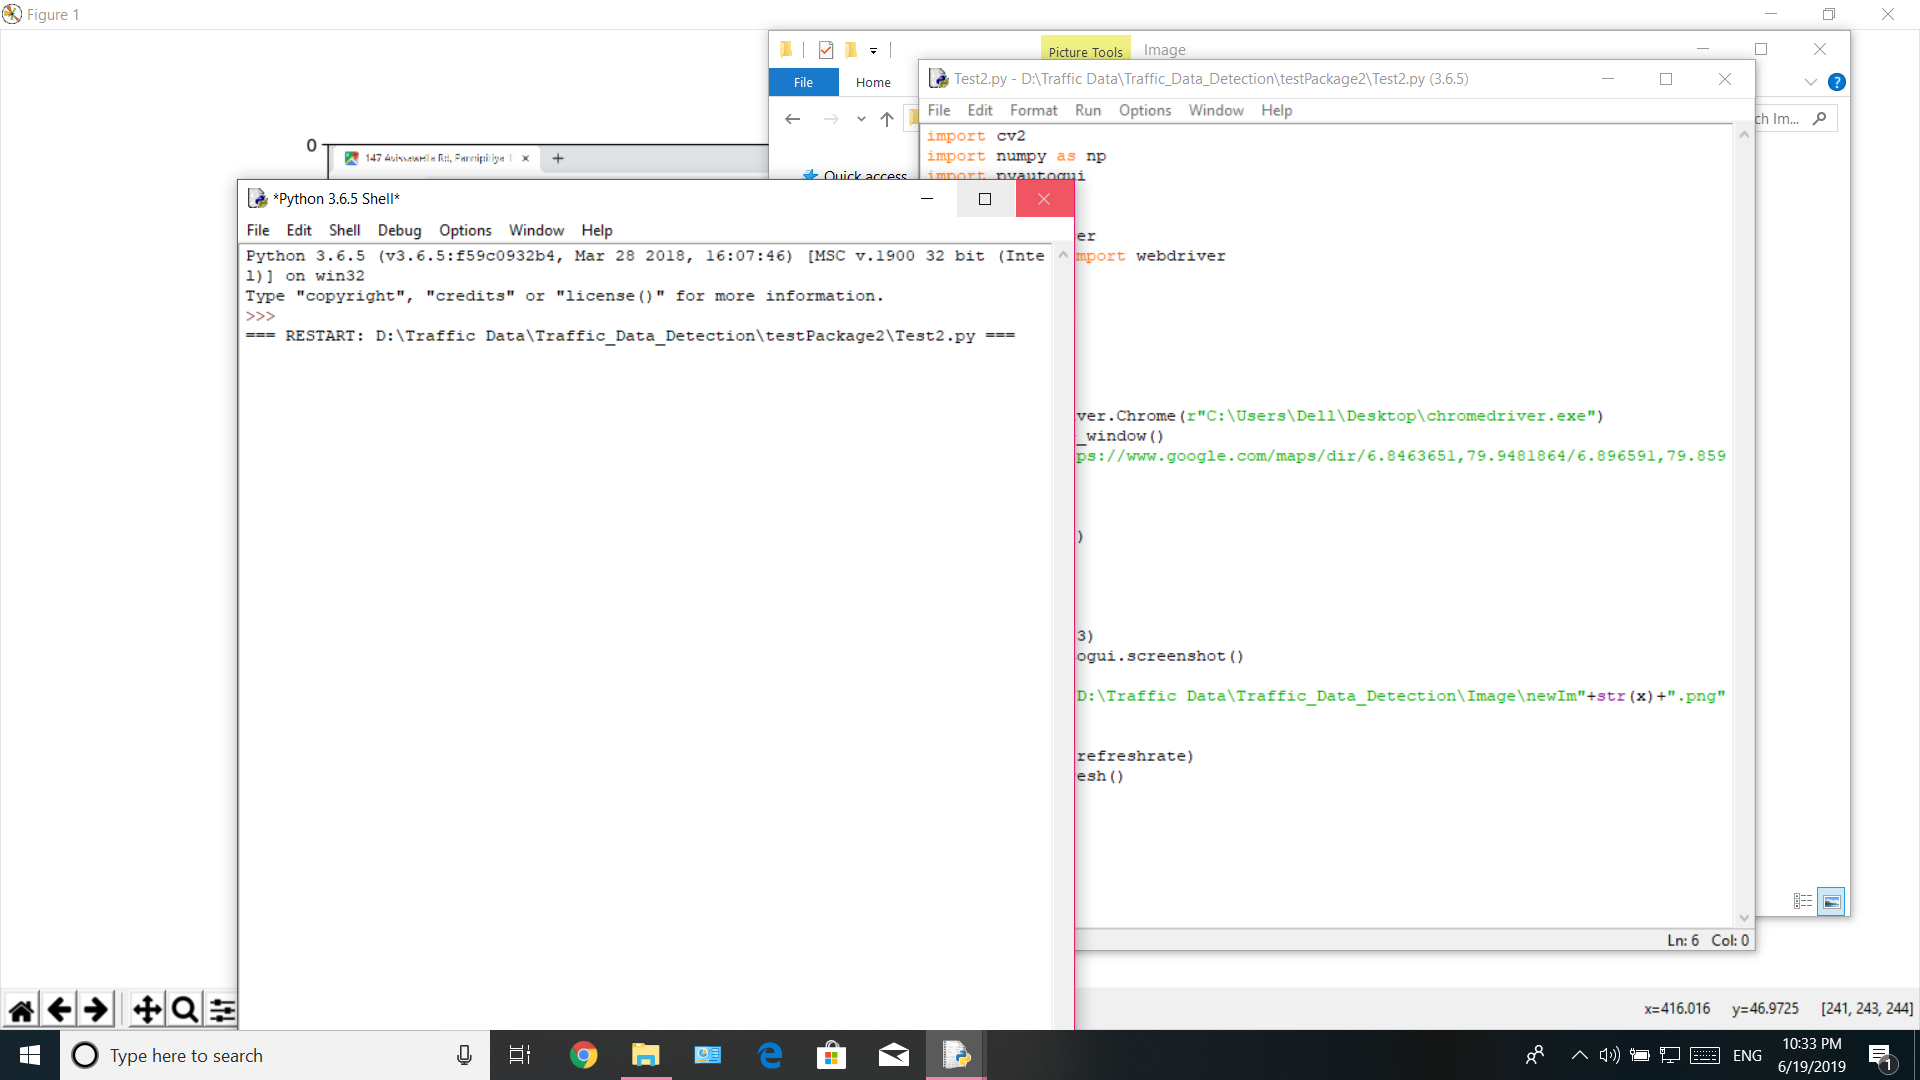 Figure 1
Picture Tools
Image
File
Home
Test2.py - D:\Traffic Data\Traffic_Data_Detection\testPackage2\Test2.py (3.6.5)
File Edit Format Run Options Window Help
ch Im...
Quick access
import cv2
import numpy as np
import pyautogui
er
mport webdriver
ver.Chrome(r"C:\Users\Dell\Desktop\chromedriver.exe")
_window()
ps://www.google.com/maps/dir/6.8463651,79.9481864/6.896591,79.859
)
3)
ogui.screenshot()
D:\Traffic Data\Traffic_Data_Detection\Image\newIm"+str(x)+".png"
refreshrate)
esh()
Ln: 6 Col: 0
0
147 Avissawella Rd, Pannipitiya
*Python 3.6.5 Shell*
File Edit Shell Debug Options Window Help
Python 3.6.5 (v3.6.5:f59c0932b4, Mar 28 2018, 16:07:46) [MSC v.1900 32 bit (Inte
l)] on win32
Type "copyright", "credits" or "license()" for more information.
>>>
=== RESTART: D:\Traffic Data\Traffic_Data_Detection\testPackage2\Test2.py ===
x=416.016 y=46.9725 [241, 243, 244]
Type here to search
ENG
10:33 PM
6/19/2019
1